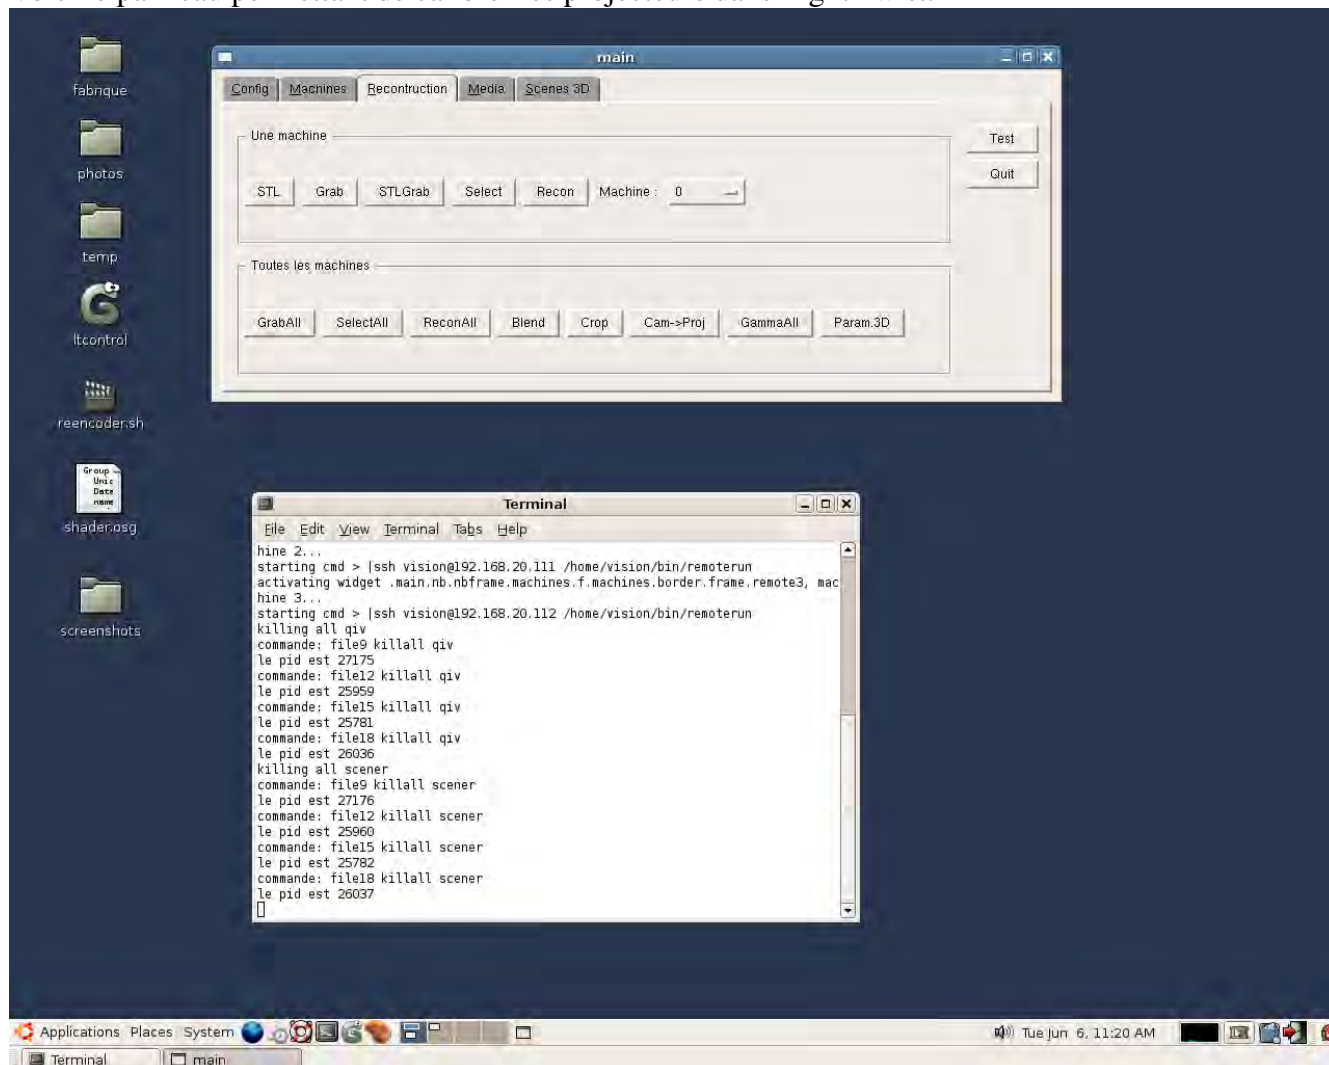 fabrique
photos
temp
ltcontrol
reencoder.sh
Group
Unic
Data
name
shader.osg
screenshots
main
Config Machines Recontruction Media Scenes 3D
Une machine
STL Grab STLGrab Select Recon Machine : 0
Test
Quit
Toutes les machines
GrabAll SelectAll ReconAll Blend Crop Cam->Proj GammaAll Param.3D
Terminal
File Edit View Terminal Tabs Help
hine 2...
starting cmd > |ssh vision@192.168.20.111 /home/vision/bin/remoterun
activating widget .main.nb.nbframe.machines.f.machines.border.frame.remote3, mac
hine 3...
starting cmd > |ssh vision@192.168.20.112 /home/vision/bin/remoterun
killing all qiv
commande: file9 killall qiv
le pid est 27175
commande: file12 killall qiv
le pid est 25959
commande: file15 killall qiv
le pid est 25781
commande: file18 killall qiv
le pid est 26036
killing all scener
commande: file9 killall scener
le pid est 27176
commande: file12 killall scener
le pid est 25960
commande: file15 killall scener
le pid est 25782
commande: file18 killall scener
le pid est 26037
Applications Places System
Tue Jun 6, 11:20 AM
Terminal main